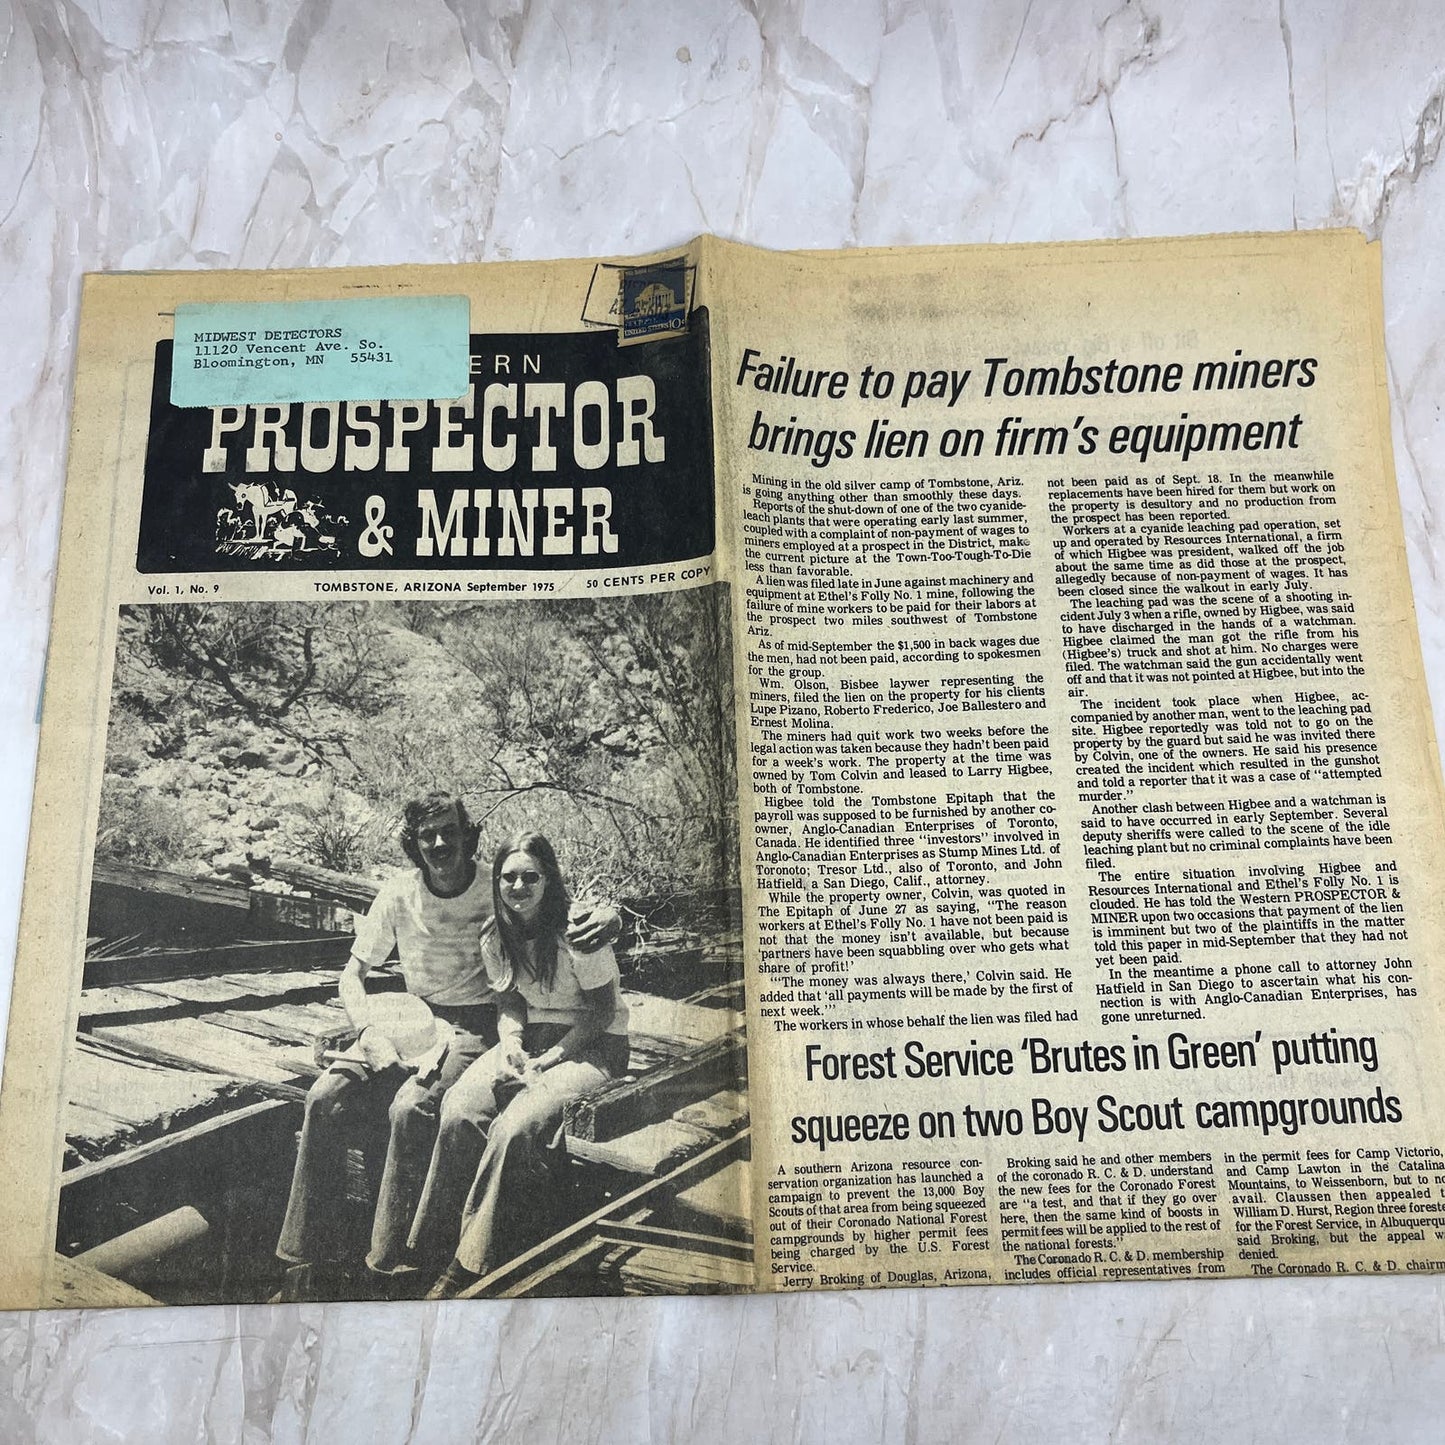 MIDWEST DETECTORS
11120 Vencent Ave. So.
Bloomington, MN 55431
UNITED STATES 10¢
ERN
PROSPECTOR
& MINER
Vol. 1, No. 9 TOMBSTONE, ARIZONA September 1975 50 CENTS PER COPY
Failure to pay Tombstone miners
brings lien on firm's equipment
Mining in the old silver camp of Tombstone, Ariz.
is going anything other than smoothly these days.
Reports of the shut-down of one of the two cyanide-
leach plants that were operating early last summer,
coupled with a complaint of non-payment of wages to
miners employed at a prospect in the District, make
the current picture at the Town-Too-Tough-To-Die
less than favorable.
A lien was filed late in June against machinery and
equipment at Ethel's Folly No. 1 mine, following the
failure of mine workers to be paid for their labors at
the prospect two miles southwest of Tombstone
Ariz.
As of mid-September the $1,500 in back wages due
the men, had not been paid, according to spokesmen
for the group.
Wm. Olson, Bisbee laywer representing the
miners, filed the lien on the property for his clients
Lupe Pizano, Roberto Frederico, Joe Ballestero and
Ernest Molina.
The miners had quit work two weeks before the
legal action was taken because they hadn't been paid
for a week's work. The property at the time was
owned by Tom Colvin and leased to Larry Higbee,
both of Tombstone.
Higbee told the Tombstone Epitaph that the
payroll was supposed to be furnished by another co-
owner, Anglo-Canadian Enterprises of Toronto,
Canada. He identified three "investors" involved in
Anglo-Canadian Enterprises as Stump Mines Ltd. of
Toronoto; Tresor Ltd., also of Toronto, and John
Hatfield, a San Diego, Calif., attorney.
While the property owner, Colvin, was quoted in
The Epitaph of June 27 as saying, "The reason
workers at Ethel's Folly No. 1 have not been paid is
not that the money isn't available, but because
'partners have been squabbling over who gets what
share of profit!'
"'The money was always there,' Colvin said. He
added that 'all payments will be made by the first of
next week.'"
The workers in whose behalf the lien was filed had
not been paid as of Sept. 18. In the meanwhile
replacements have been hired for them but work on
the property is desultory and no production from
the prospect has been reported.
Workers at a cyanide leaching pad operation, set
up and operated by Resources International, a firm
of which Higbee was president, walked off the job
about the same time as did those at the prospect,
allegedly because of non-payment of wages. It has
been closed since the walkout in early July.
The leaching pad was the scene of a shooting in-
cident July 3 when a rifle, owned by Higbee, was said
to have discharged in the hands of a watchman.
Higbee claimed the man got the rifle from his
(Higbee's) truck and shot at him. No charges were
filed. The watchman said the gun accidentally went
off and that it was not pointed at Higbee, but into the
air.
The incident took place when Higbee, ac-
companied by another man, went to the leaching pad
site. Higbee reportedly was told not to go on the
property by the guard but said he was invited there
by Colvin, one of the owners. He said his presence
created the incident which resulted in the gunshot
and told a reporter that it was a case of "attempted
murder."
Another clash between Higbee and a watchman is
said to have occurred in early September. Several
deputy sheriffs were called to the scene of the idle
leaching plant but no criminal complaints have been
filed.
The entire situation involving Higbee and
Resources International and Ethel's Folly No. 1 is
clouded. He has told the Western PROSPECTOR &
MINER upon two occasions that payment of the lien
is imminent but two of the plaintiffs in the matter
told this paper in mid-September that they had not
yet been paid.
In the meantime a phone call to attorney John
Hatfield in San Diego to ascertain what his con-
nection is with Anglo-Canadian Enterprises, has
gone unreturned.
Forest Service 'Brutes in Green' putting
squeeze on two Boy Scout campgrounds
A southern Arizona resource con-
servation organization has launched a
campaign to prevent the 13,000 Boy
Scouts of that area from being squeezed
out of their Coronado National Forest
campgrounds by higher permit fees
being charged by the U.S. Forest
Service.
Jerry Broking of Douglas, Arizona,
Broking said he and other members
of the coronado R. C. & D. understand
the new fees for the Coronado Forest
are "a test, and that if they go over
here, then the same kind of boosts in
permit fees will be applied to the rest of
the national forests."
The Coronado R. C. & D. membership
includes official representatives from
in the permit fees for Camp Victorio,
and Camp Lawton in the Catalina
Mountains, to Weissenborn, but to no
avail. Claussen then appealed t
William D. Hurst, Region three foreste
for the Forest Service, in Albuquerqu
said Broking, but the appeal w
denied.
The Coronado R. C. & D. chairm